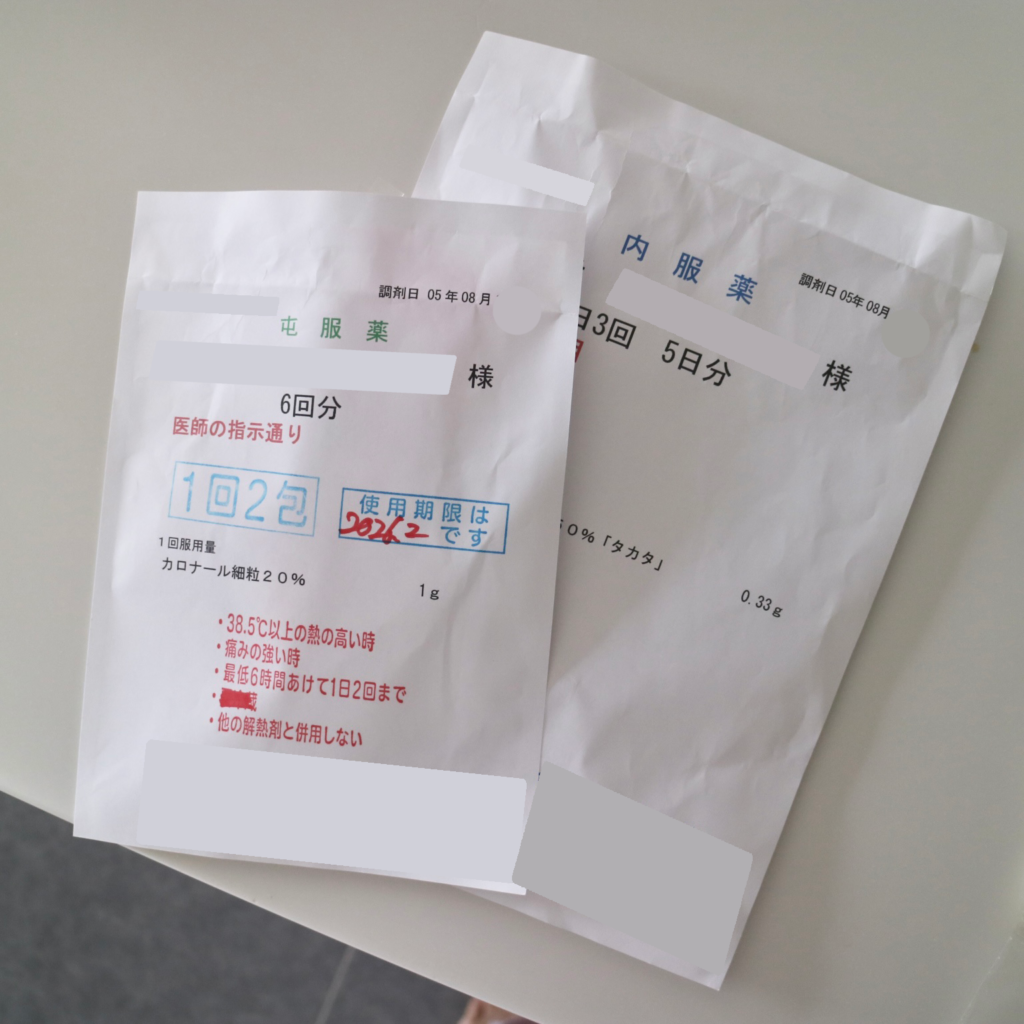 調剤日 05年08月
屯服薬
様
6回分
医師の指示通り
1回2包
使用期限は
2026.2 です
1回服用量
カロナール細粒20%
1g
・38.5℃以上の熱の高い時
・痛みの強い時
・最低6時間あけて1日2回まで
・
・他の解熱剤と併用しない
内服薬
調剤日 05年08月
様
日3回 5日分
50%「タカタ」
0.33g